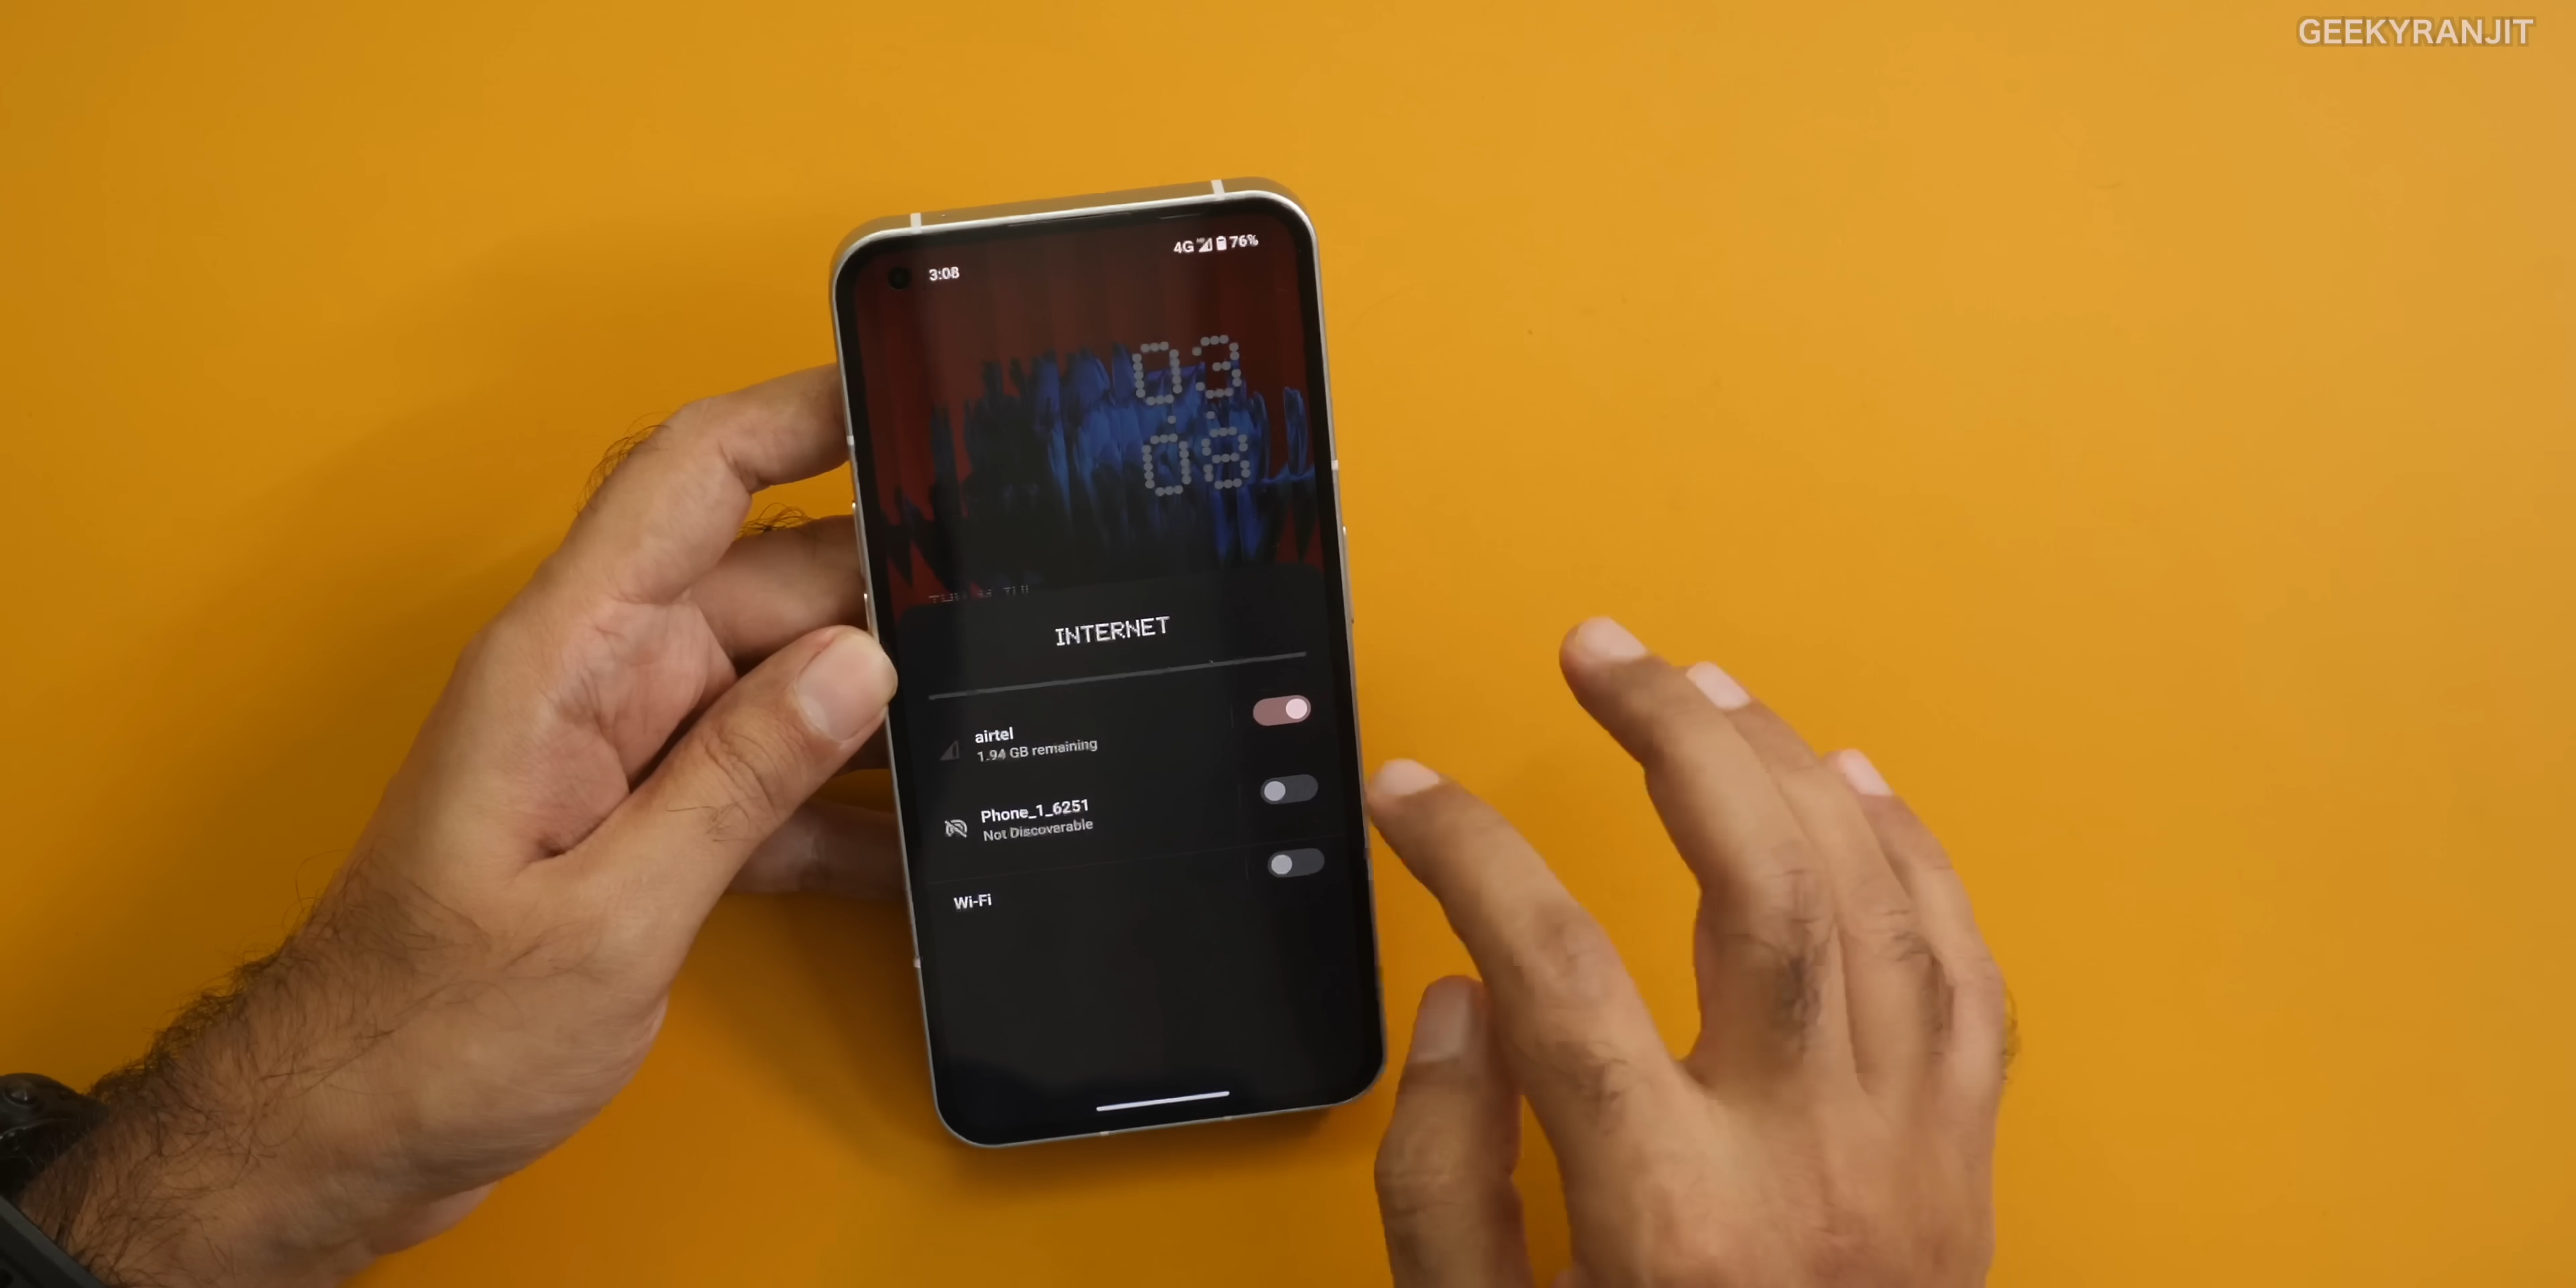 GEEKYRANJIT
3:08
4G 76%
03
08
INTERNET
airtel
1.94 GB remaining
Phone_1_6251
Not Discoverable
Wi-Fi